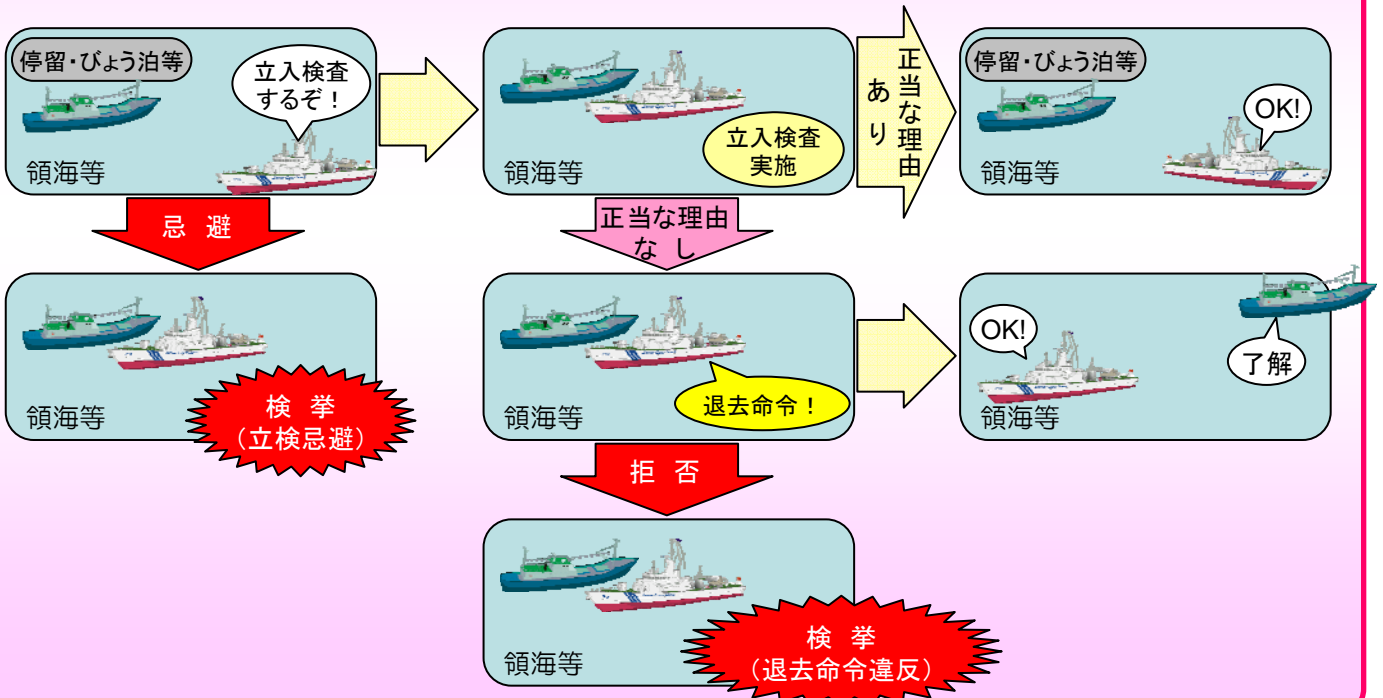 停留・びょう泊等
立入検査
するぞ！
領海等
立入検査
実施
領海等
正当な理由
あり
停留・びょう泊等
OK!
領海等
忌 避
正当な理由
な し
領海等
検 挙
（立検忌避）
領海等
退去命令！
OK!
了解
領海等
拒 否
領海等
検 挙
（退去命令違反）